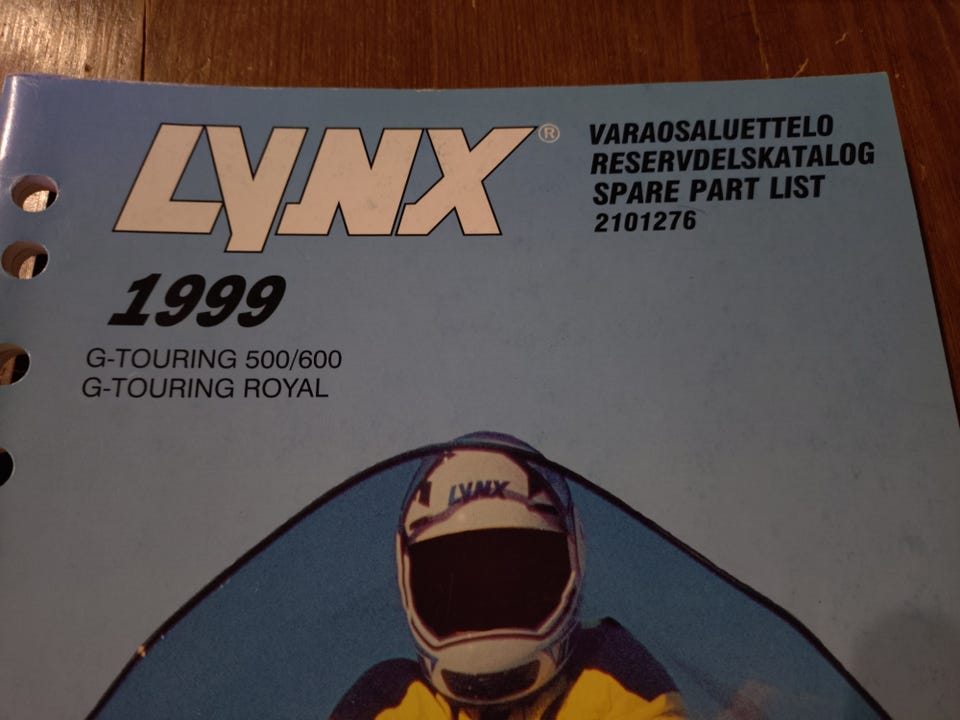 LYNX®
VARAOSALUETTELO
RESERVDELSKATALOG
SPARE PART LIST
2101276
1999
G-TOURING 500/600
G-TOURING ROYAL
LYNX